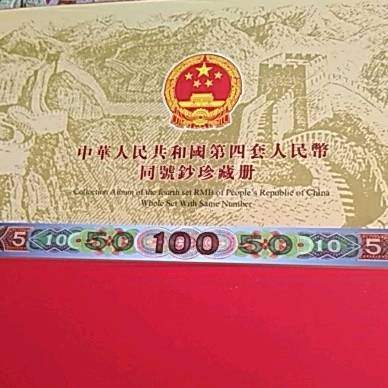 中華人民共和國第四套人民幣
同號鈔珍藏册
Collection Album of the fourth set RMB of People's Republic of China
Whole Set With Same Number
5 10 50 100 50 10 5